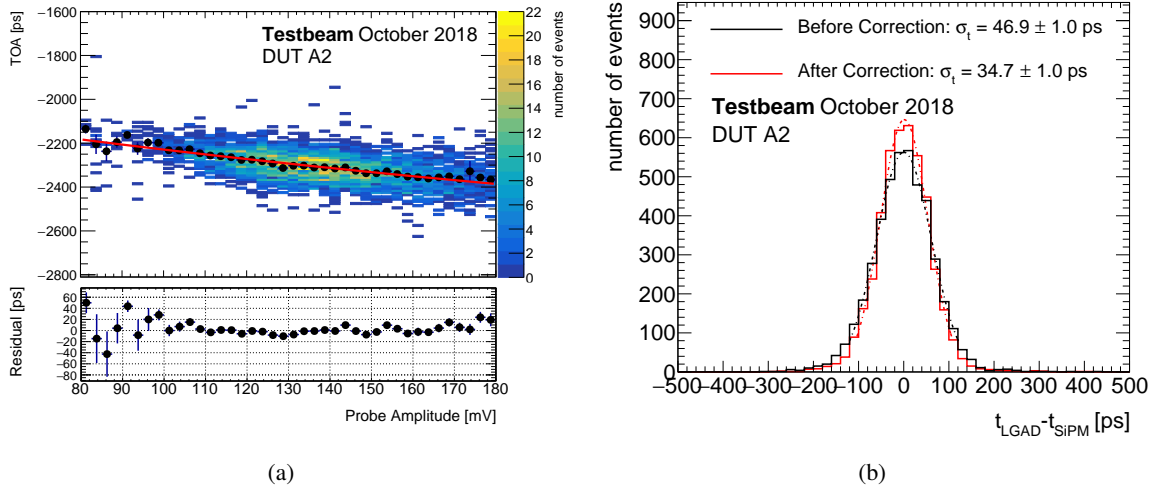 TOA [ps]
−1600
−1800
−2000
−2200
−2400
−2600
−2800
Testbeam October 2018
DUT A2
22
20
18
16
14
12
10
8
6
4
2
0
number of events
Residual [ps]
60
40
20
0
−20
−40
−60
−80
80 90 100 110 120 130 140 150 160 170 180
Probe Amplitude [mV]
(a)
number of events
900
800
700
600
500
400
300
200
100
0
Before Correction: σt = 46.9 ± 1.0 ps
After Correction: σt = 34.7 ± 1.0 ps
Testbeam October 2018
DUT A2
−500 −400 −300 −200 −100 0 100 200 300 400 500
tLGAD-tSiPM [ps]
(b)